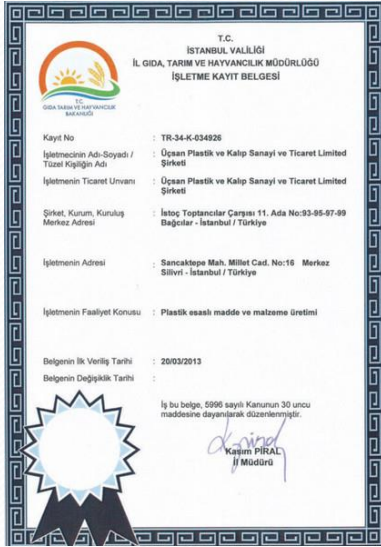 T.C.
İSTANBUL VALİLİĞİ
İL GIDA, TARIM VE HAYVANCILIK MÜDÜRLÜĞÜ
İŞLETME KAYIT BELGESİ
T.C.
GIDA TARIM VE HAYVANCILIK
BAKANLIĞI
Kayıt No : TR-34-K-034926
İşletmecinin Adı-Soyadı / : Üçsan Plastik ve Kalıp Sanayi ve Ticaret Limited
Tüzel Kişiliğin Adı Şirketi
İşletmenin Ticaret Unvanı : Üçsan Plastik ve Kalıp Sanayi ve Ticaret Limited
Şirketi
Şirket, Kurum, Kuruluş : İstoç Toptancılar Çarşısı 11. Ada No:93-95-97-99
Merkez Adresi Bağcılar - İstanbul / Türkiye
İşletmenin Adresi : Sancaktepe Mah. Millet Cad. No:16 Merkez
Silivri - İstanbul / Türkiye
İşletmenin Faaliyet Konusu : Plastik esaslı madde ve malzeme üretimi
Belgenin İlk Veriliş Tarihi : 20/03/2013
Belgenin Değişiklik Tarihi :
İş bu belge, 5996 sayılı Kanunun 30 uncu
maddesine dayanılarak düzenlenmiştir.
Kasım PİRAL
İl Müdürü